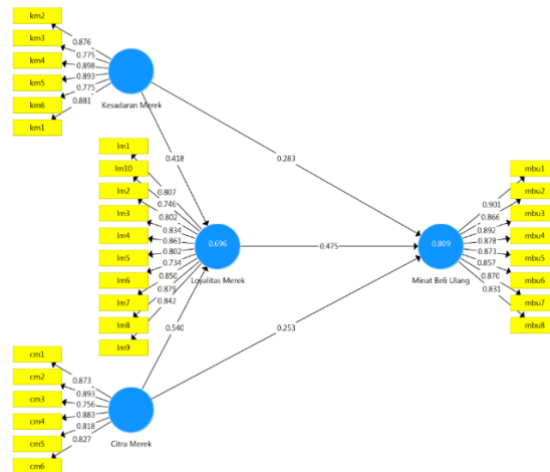 km2
km3
km4
km5
km6
km1
0.876
0.775
0.898
0.893
0.775
0.881
Kesadaran Merek
0.418
0.283
lm1
lm10
lm2
lm3
lm4
lm5
lm6
lm7
lm8
lm9
0.807
0.746
0.802
0.834
0.861
0.802
0.734
0.850
0.879
0.842
0.696
Loyalitas Merek
0.475
0.540
0.253
mbu1
mbu2
mbu3
mbu4
mbu5
mbu6
mbu7
mbu8
0.901
0.866
0.892
0.878
0.873
0.857
0.870
0.831
0.809
Minat Beli Ulang
cm1
cm2
cm3
cm4
cm5
cm6
0.873
0.893
0.756
0.883
0.818
0.827
Citra Merek